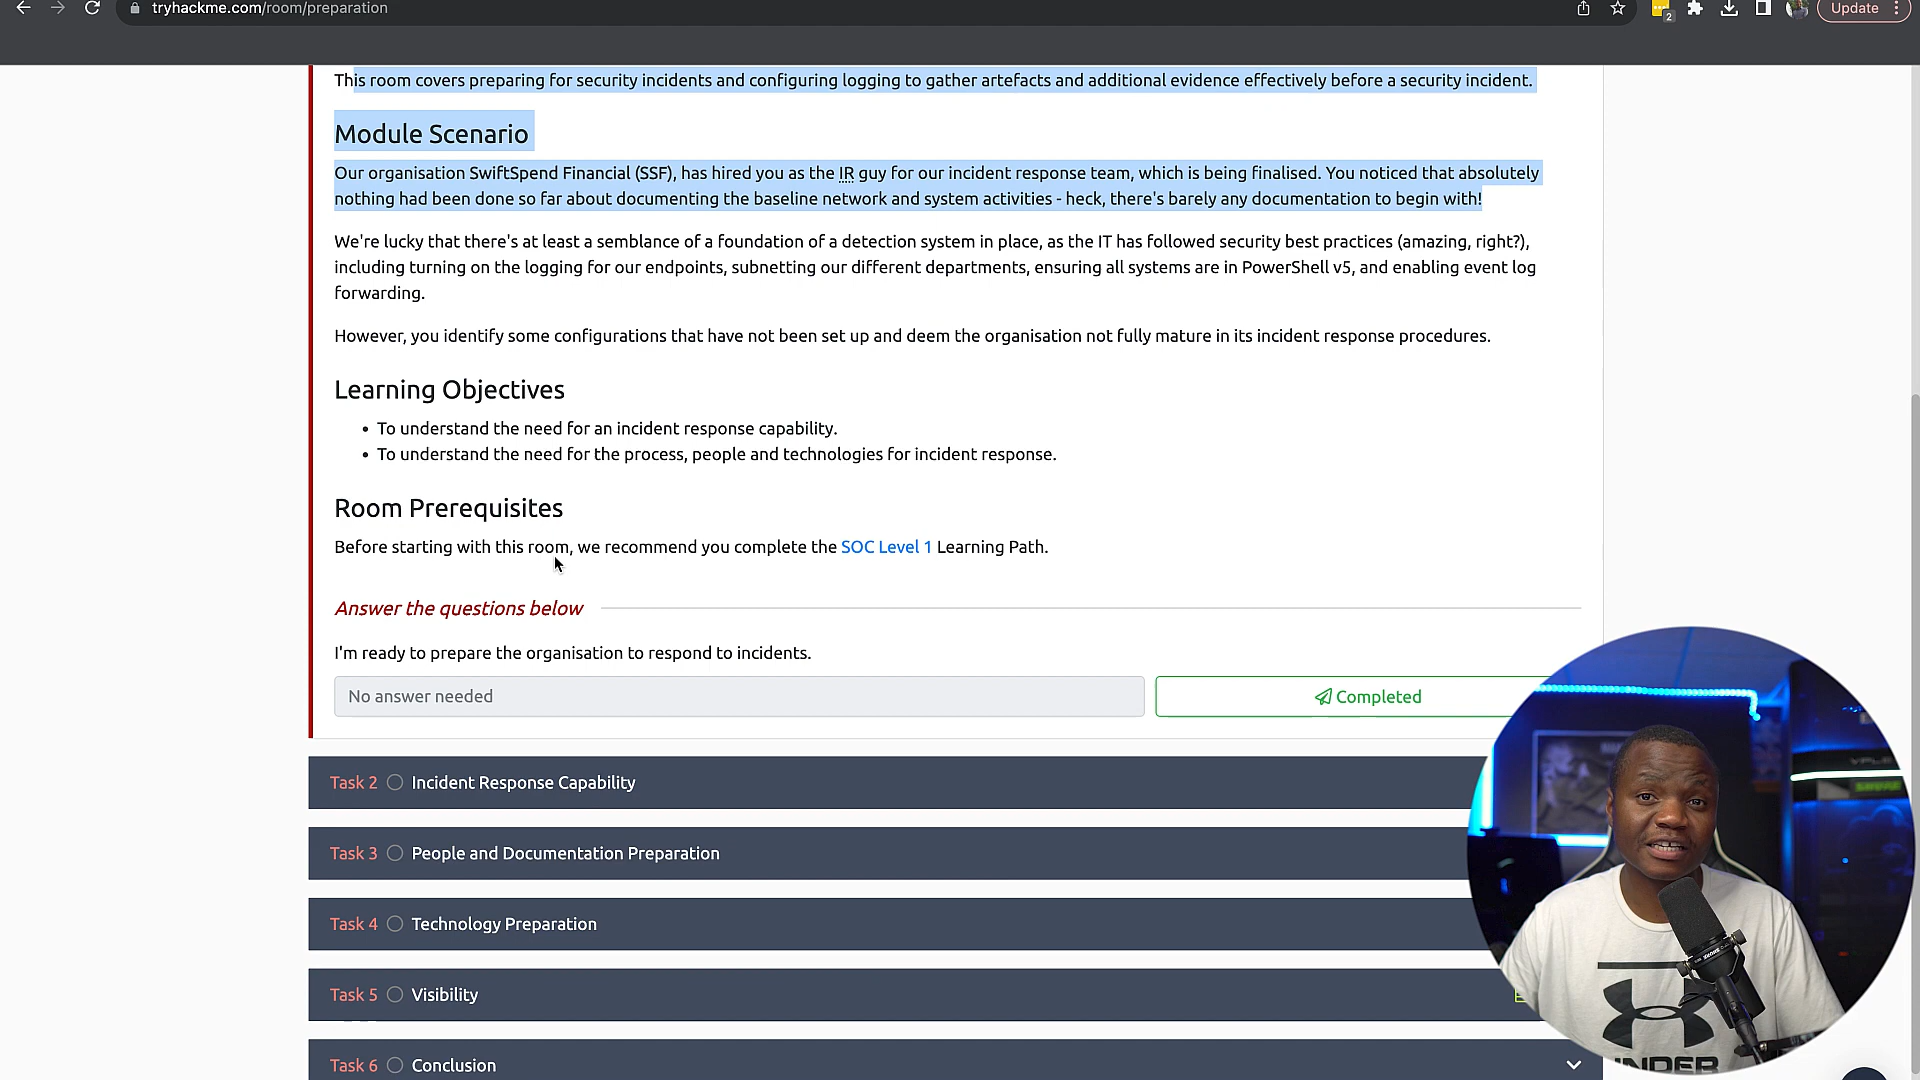 tryhackme.com/room/preparation
2
Update
This room covers preparing for security incidents and configuring logging to gather artefacts and additional evidence effectively before a security incident.
Module Scenario
Our organisation SwiftSpend Financial (SSF), has hired you as the IR guy for our incident response team, which is being finalised. You noticed that absolutely
nothing had been done so far about documenting the baseline network and system activities - heck, there's barely any documentation to begin with!
We're lucky that there's at least a semblance of a foundation of a detection system in place, as the IT has followed security best practices (amazing, right?),
including turning on the logging for our endpoints, subnetting our different departments, ensuring all systems are in PowerShell v5, and enabling event log
forwarding.
However, you identify some configurations that have not been set up and deem the organisation not fully mature in its incident response procedures.
Learning Objectives
• To understand the need for an incident response capability.
• To understand the need for the process, people and technologies for incident response.
Room Prerequisites
Before starting with this room, we recommend you complete the SOC Level 1 Learning Path.
Answer the questions below
I'm ready to prepare the organisation to respond to incidents.
No answer needed
Completed
Task 2 Incident Response Capability
Task 3 People and Documentation Preparation
Task 4 Technology Preparation
Task 5 Visibility
Task 6 Conclusion